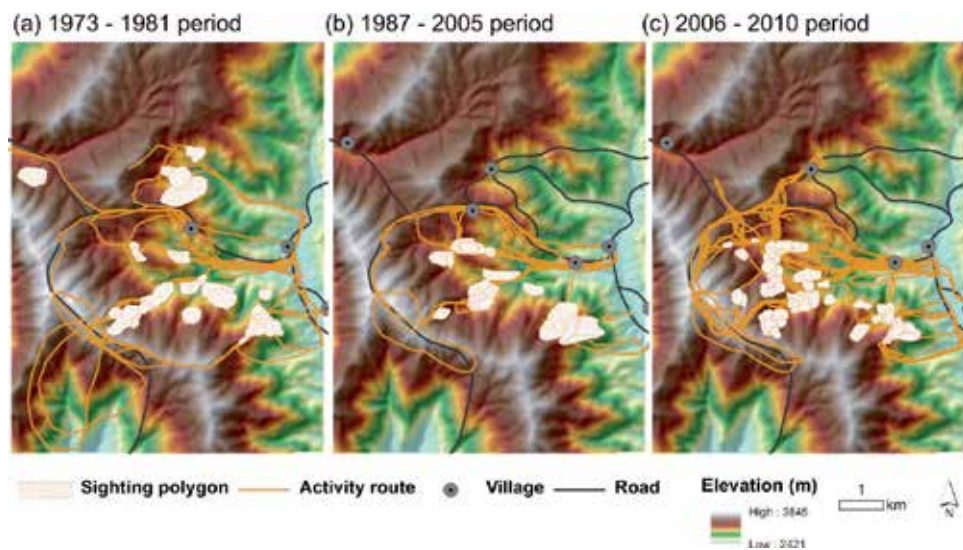 (a) 1973 - 1981 period
(b) 1987 - 2005 period
(c) 2006 - 2010 period
Sighting polygon
Activity route
Village
Road
Elevation (m)
High : 3845
Low : 2421
1
km
N